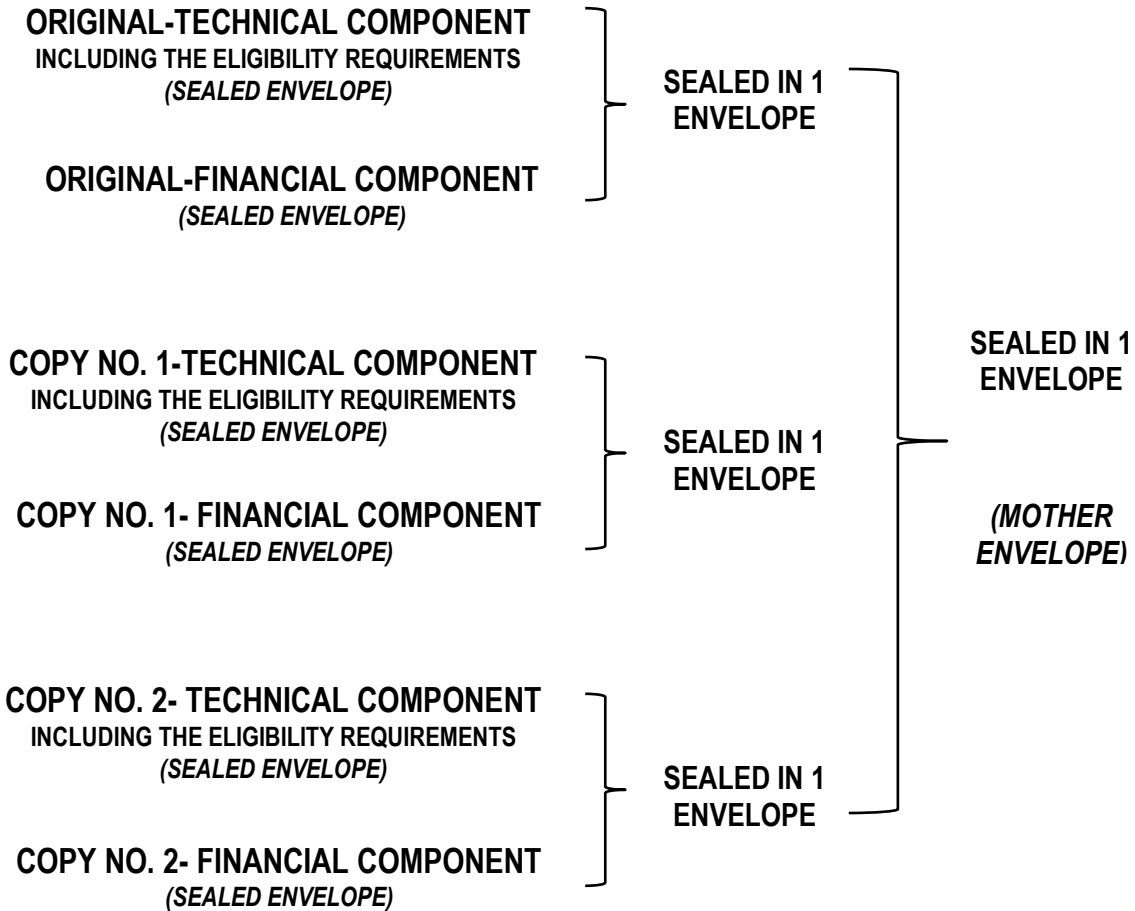 ORIGINAL-TECHNICAL COMPONENT
INCLUDING THE ELIGIBILITY REQUIREMENTS
(SEALED ENVELOPE)
ORIGINAL-FINANCIAL COMPONENT
(SEALED ENVELOPE)
SEALED IN 1
ENVELOPE
COPY NO. 1-TECHNICAL COMPONENT
INCLUDING THE ELIGIBILITY REQUIREMENTS
(SEALED ENVELOPE)
COPY NO. 1- FINANCIAL COMPONENT
(SEALED ENVELOPE)
SEALED IN 1
ENVELOPE
COPY NO. 2- TECHNICAL COMPONENT
INCLUDING THE ELIGIBILITY REQUIREMENTS
(SEALED ENVELOPE)
COPY NO. 2- FINANCIAL COMPONENT
(SEALED ENVELOPE)
SEALED IN 1
ENVELOPE
SEALED IN 1
ENVELOPE
(MOTHER
ENVELOPE)